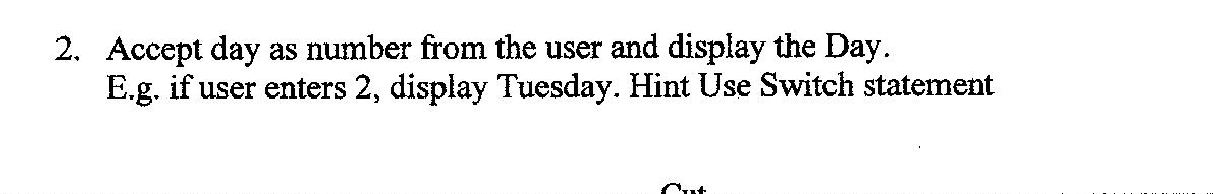 2. Accept day as number from the user and display the Day.
E.g. if user enters 2, display Tuesday. Hint Use Switch statement
Cut